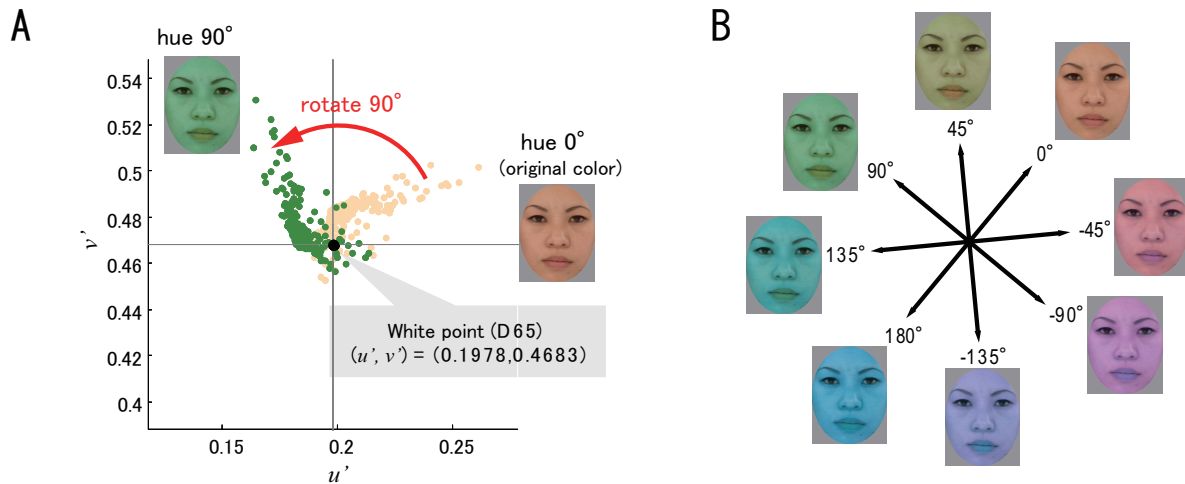 A
hue 90°
0.54
0.52
0.5
0.48
0.46
0.44
0.42
0.4
v'
rotate 90°
hue 0°
(original color)
White point (D65)
(u', v') = (0.1978,0.4683)
0.15
0.2
0.25
u'
B
45°
0°
90°
-45°
135°
-90°
180°
-135°